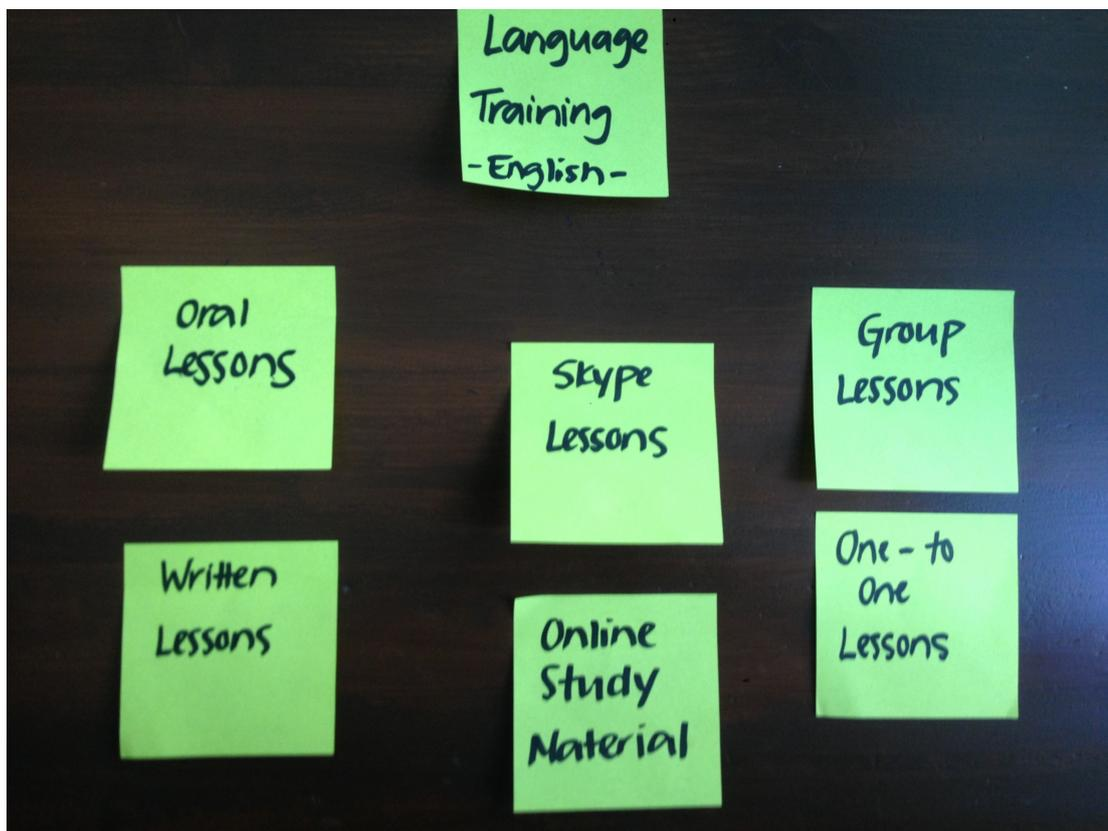 Language
Training
-English-
Oral
Lessons
Written
Lessons
Skype
Lessons
Online
Study
Material
Group
Lessons
One-to
One
Lessons